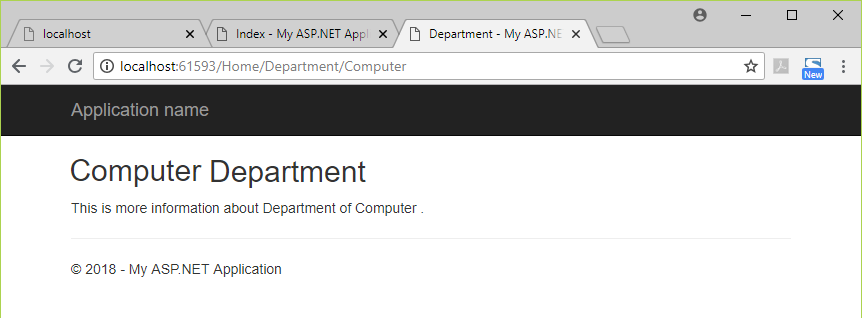 localhost
Index - My ASP.NET Appl
Department - My ASP.NE
localhost:61593/Home/Department/Computer
New
Application name
Computer Department
This is more information about Department of Computer .
© 2018 - My ASP.NET Application